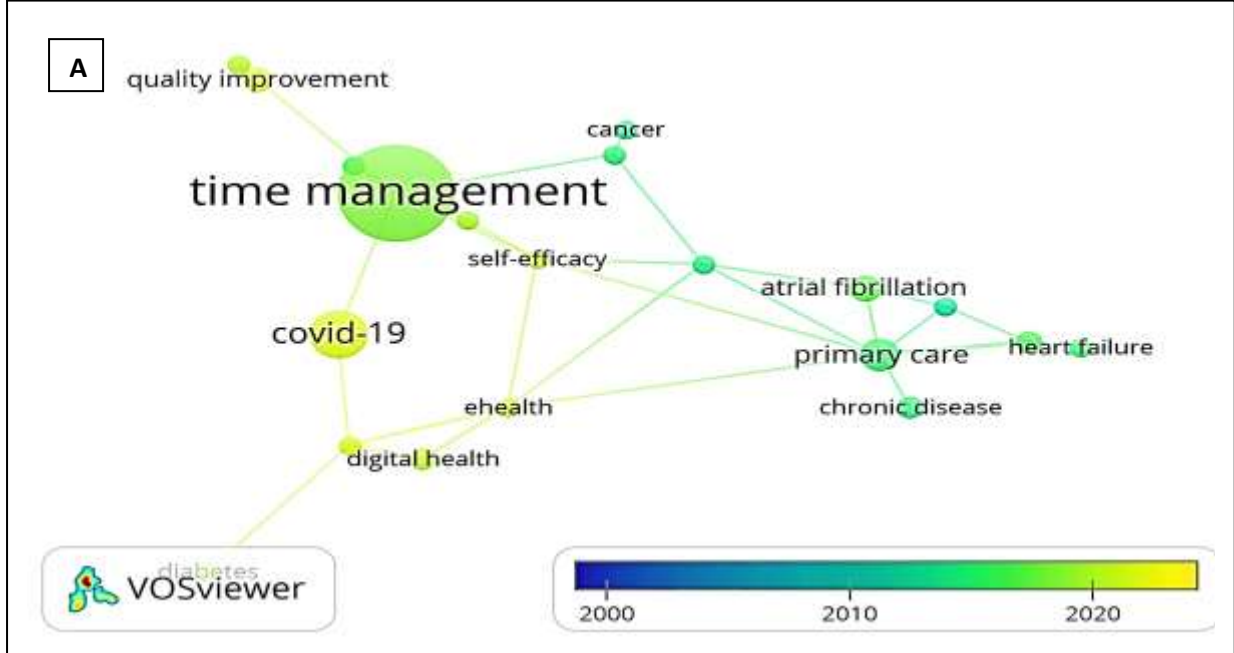 A
quality improvement
cancer
time management
self-efficacy
atrial fibrillation
covid-19
primary care
heart failure
ehealth
chronic disease
digital health
diabetes
VOSviewer
2000
2010
2020